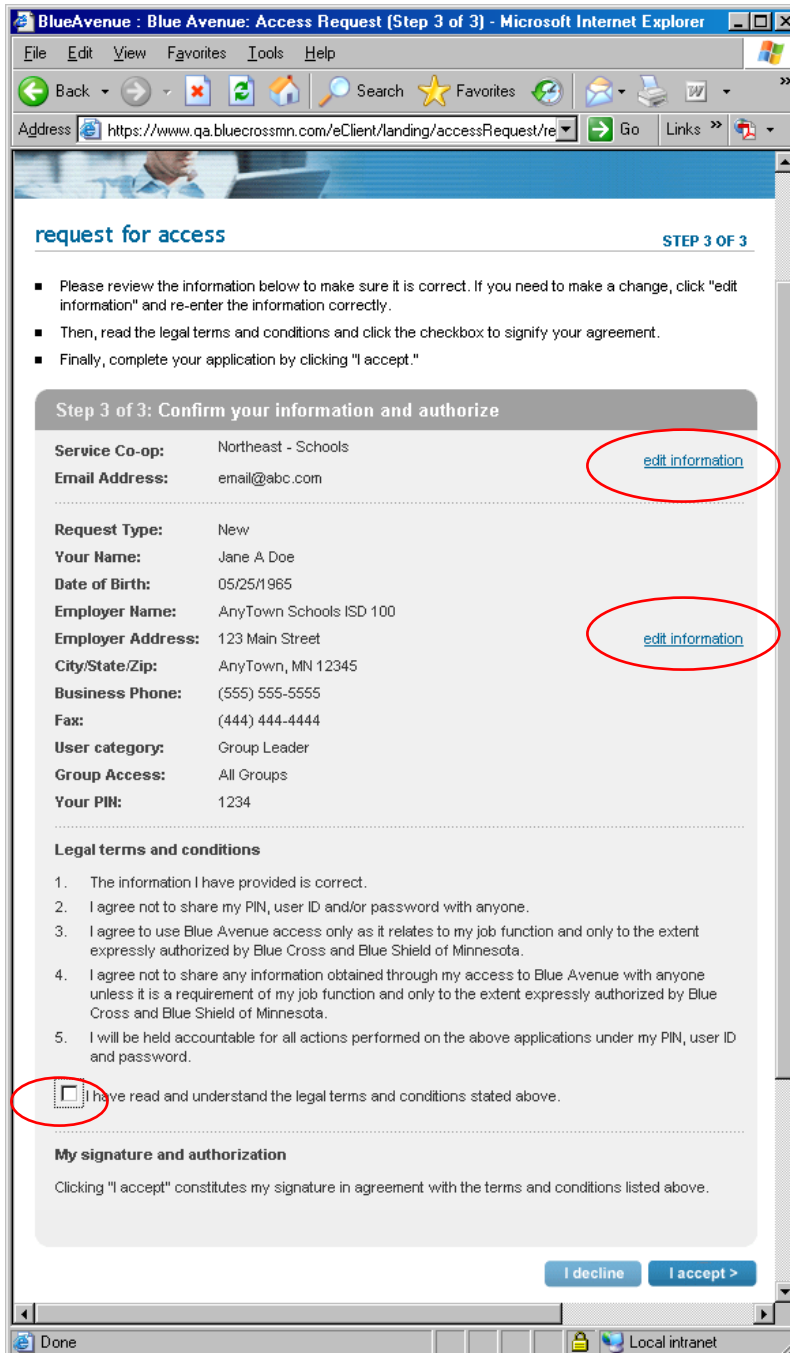 BlueAvenue : Blue Avenue: Access Request (Step 3 of 3) - Microsoft Internet Explorer
File Edit View Favorites Tools Help
Back Search Favorites W »
Address https://www.qa.bluecrossmn.com/eClient/landing/accessRequest/re Go Links »
request for access
STEP 3 OF 3
▪ Please review the information below to make sure it is correct. If you need to make a change, click "edit
information" and re-enter the information correctly.
▪ Then, read the legal terms and conditions and click the checkbox to signify your agreement.
▪ Finally, complete your application by clicking "I accept."
Step 3 of 3: Confirm your information and authorize
Service Co-op: Northeast - Schools
edit information
Email Address: email@abc.com
Request Type: New
Your Name: Jane A Doe
Date of Birth: 05/25/1965
Employer Name: AnyTown Schools ISD 100
Employer Address: 123 Main Street edit information
City/State/Zip: AnyTown, MN 12345
Business Phone: (555) 555-5555
Fax: (444) 444-4444
User category: Group Leader
Group Access: All Groups
Your PIN: 1234
Legal terms and conditions
1. The information I have provided is correct.
2. I agree not to share my PIN, user ID and/or password with anyone.
3. I agree to use Blue Avenue access only as it relates to my job function and only to the extent
expressly authorized by Blue Cross and Blue Shield of Minnesota.
4. I agree not to share any information obtained through my access to Blue Avenue with anyone
unless it is a requirement of my job function and only to the extent expressly authorized by Blue
Cross and Blue Shield of Minnesota.
5. I will be held accountable for all actions performed on the above applications under my PIN, user ID
and password.
I have read and understand the legal terms and conditions stated above.
My signature and authorization
Clicking "I accept" constitutes my signature in agreement with the terms and conditions listed above.
I decline I accept >
Done Local intranet